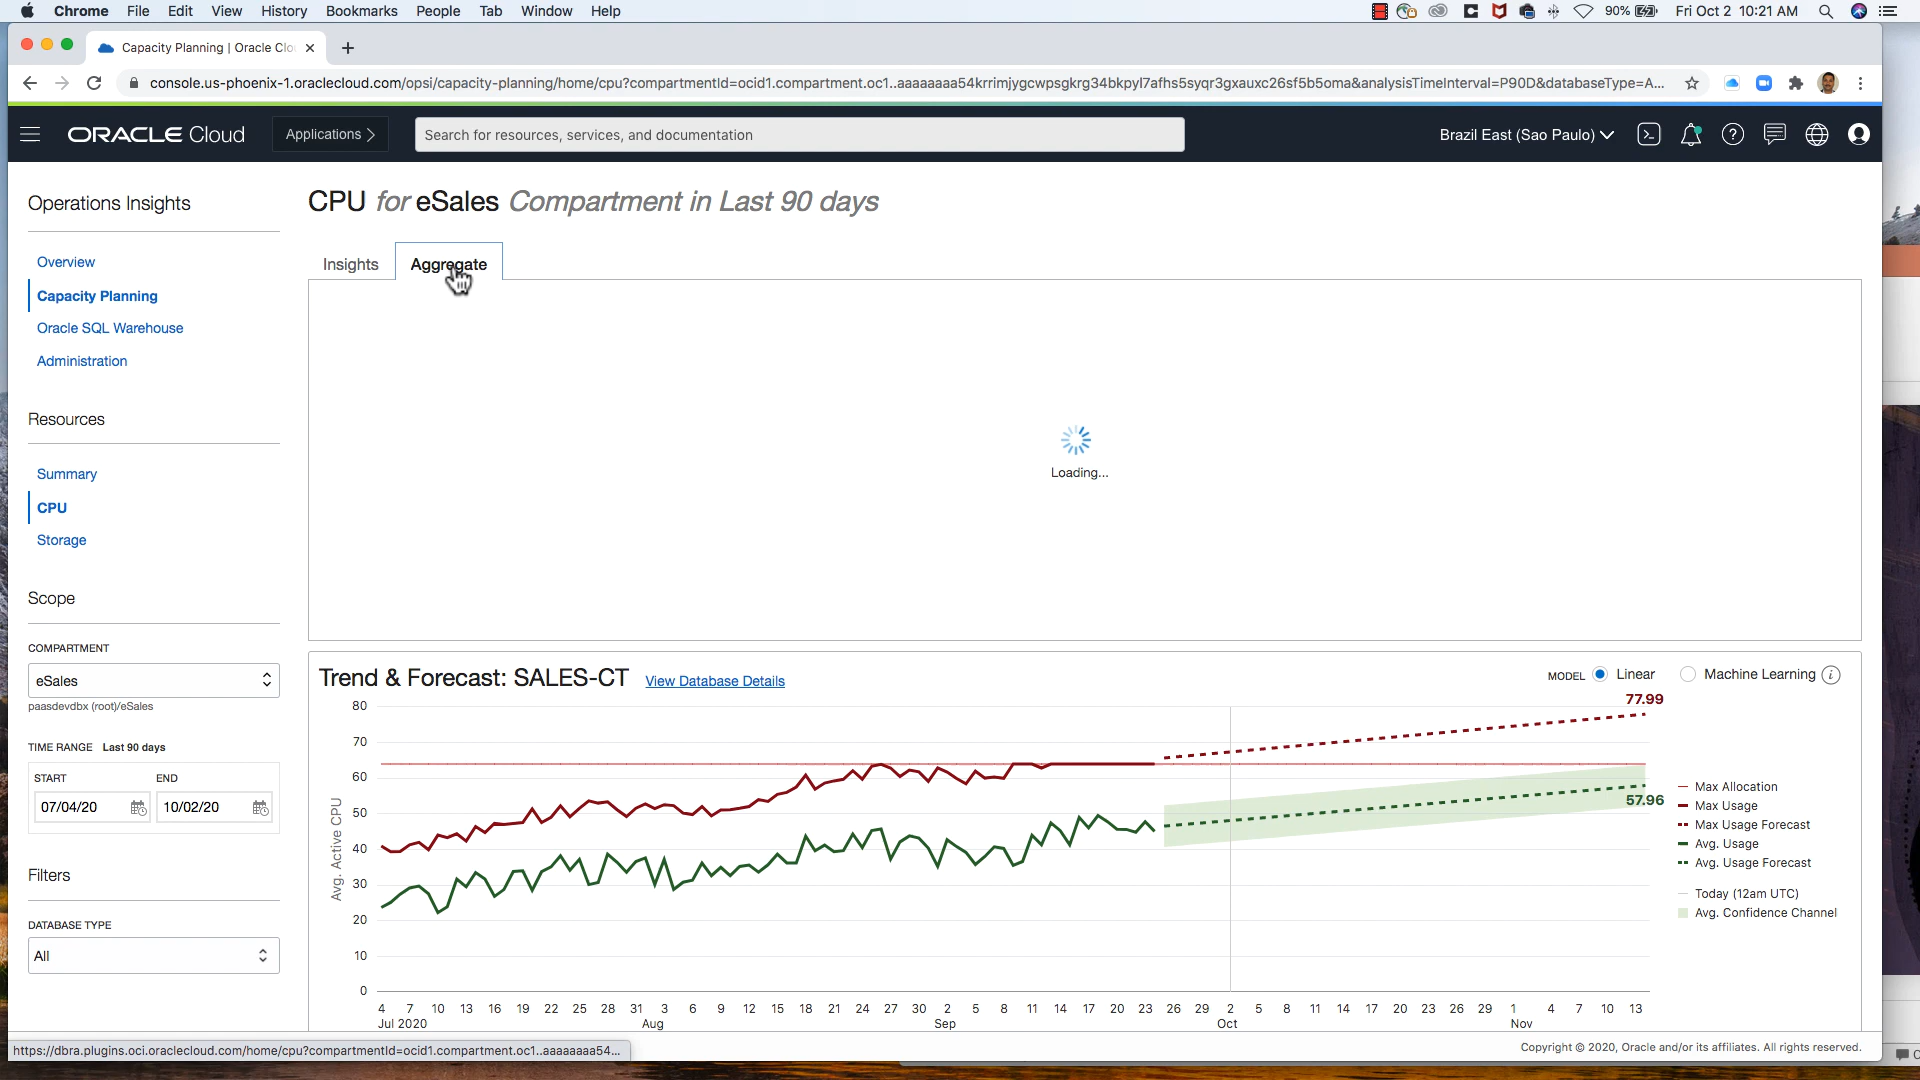 Chrome File Edit View History Bookmarks People Tab Window Help 90% Fri Oct 2 10:21 AM
Capacity Planning | Oracle Clo
console.us-phoenix-1.oraclecloud.com/opsi/capacity-planning/home/cpu?compartmentId=ocid1.compartment.oc1..aaaaaaaa54krrimjygcwpsgkrg34bkpyl7afhs5syqr3gxauxc26sf5b5oma&analysisTimeInterval=P90D&databaseType=A...
ORACLE Cloud Applications Search for resources, services, and documentation Brazil East (Sao Paulo)
Operations Insights
Overview
Capacity Planning
Oracle SQL Warehouse
Administration
Resources
Summary
CPU
Storage
Scope
COMPARTMENT
eSales
paasdevdbx (root)/eSales
TIME RANGE Last 90 days
START END
07/04/20 10/02/20
Filters
DATABASE TYPE
All
CPU for eSales Compartment in Last 90 days
Insights Aggregate
Loading...
Trend & Forecast: SALES-CT View Database Details
MODEL Linear Machine Learning
77.99
57.96
80
70
60
50
40
30
20
10
0
Avg. Active CPU
4 7 10 13 16 19 22 25 28 31 3 6 9 12 15 18 21 24 27 30 2 5 8 11 14 17 20 23 26 29 2 5 8 11 14 17 20 23 26 29 1 4 7 10 13
Jul 2020 Aug Sep Oct Nov
Max Allocation
Max Usage
Max Usage Forecast
Avg. Usage
Avg. Usage Forecast
Today (12am UTC)
Avg. Confidence Channel
https://dbra.plugins.oci.oraclecloud.com/home/cpu?compartmentId=ocid1.compartment.oc1..aaaaaaaa54...
Copyright © 2020, Oracle and/or its affiliates. All rights reserved.